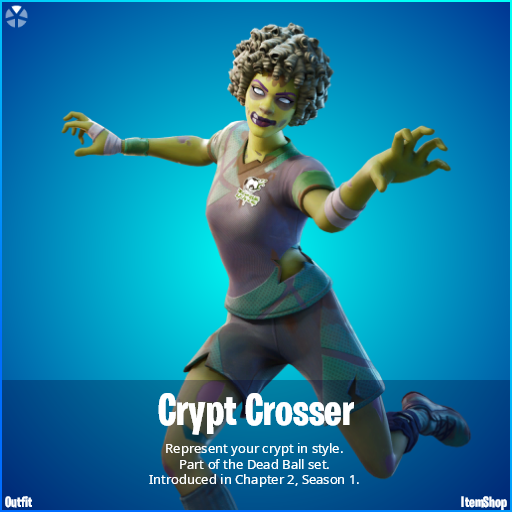 Crypt Crosser
Represent your crypt in style.
Part of the Dead Ball set.
Introduced in Chapter 2, Season 1.
Outfit
ItemShop